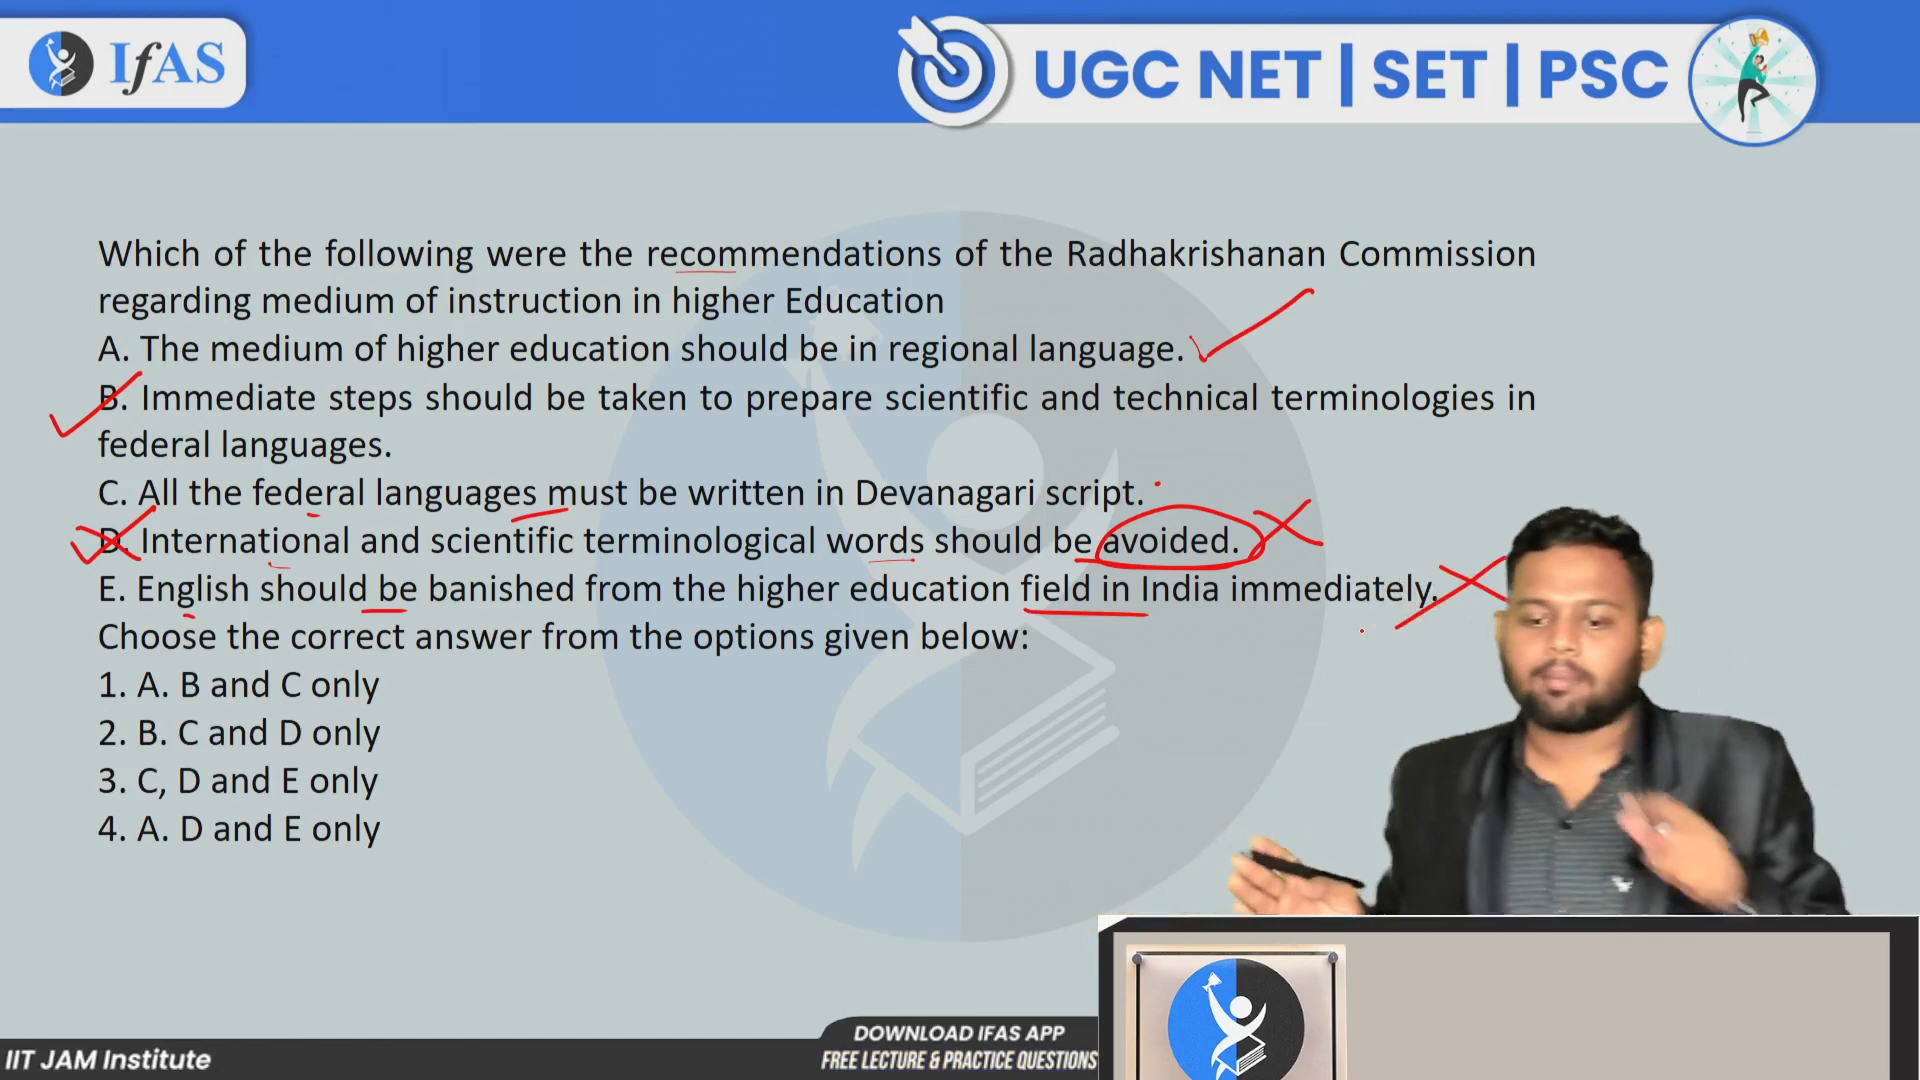 IfAS
UGC NET | SET | PSC
Which of the following were the recommendations of the Radhakrishanan Commission
regarding medium of instruction in higher Education
A. The medium of higher education should be in regional language.
B. Immediate steps should be taken to prepare scientific and technical terminologies in
federal languages.
C. All the federal languages must be written in Devanagari script.
D. International and scientific terminological words should be avoided.
E. English should be banished from the higher education field in India immediately.
Choose the correct answer from the options given below:
1. A. B and C only
2. B. C and D only
3. C, D and E only
4. A. D and E only
DOWNLOAD IFAS APP
FREE LECTURE & PRACTICE QUESTIONS
IIT JAM Institute